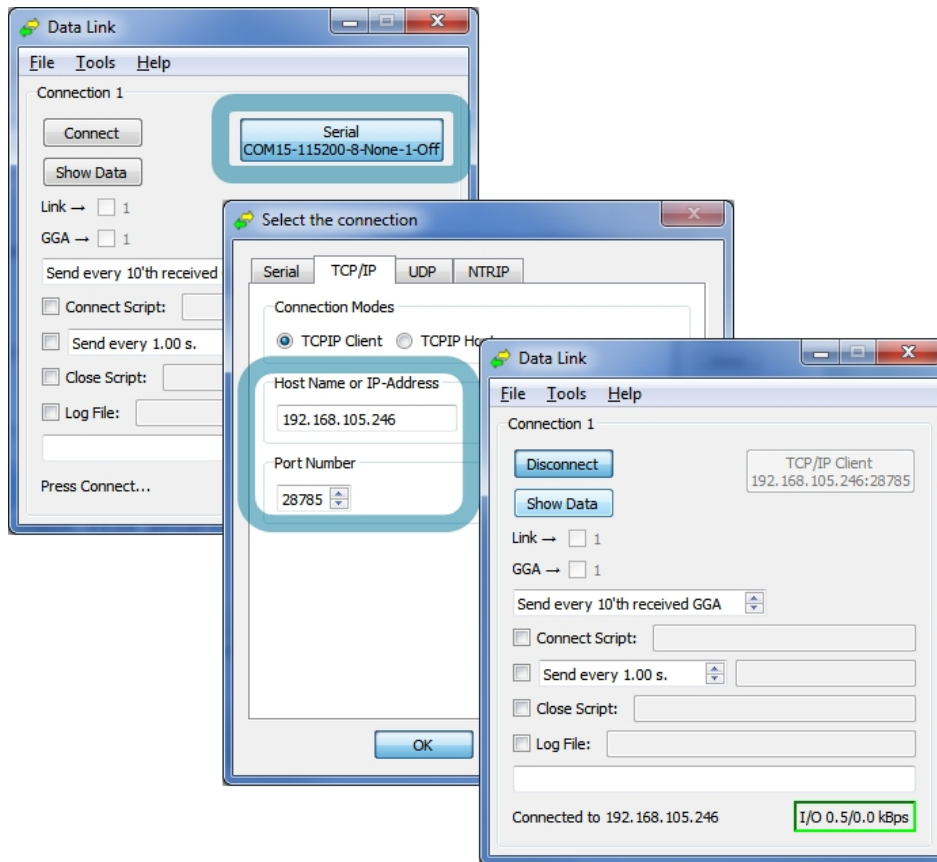 Data Link
File Tools Help
Connection 1
Connect
Serial
COM15-115200-8-None-1-Off
Show Data
Link → 1
GGA → 1
Send every 10'th received
Connect Script:
Send every 1.00 s.
Close Script:
Log File:
Press Connect...
Select the connection
Serial TCP/IP UDP NTRIP
Connection Modes
TCPIP Client TCPIP
Host Name or IP-Address
192.168.105.246
Port Number
28785
OK
Data Link
File Tools Help
Connection 1
Disconnect
TCP/IP Client
192.168.105.246:28785
Show Data
Link → 1
GGA → 1
Send every 10'th received GGA
Connect Script:
Send every 1.00 s.
Close Script:
Log File:
Connected to 192.168.105.246
I/O 0.5/0.0 kBps